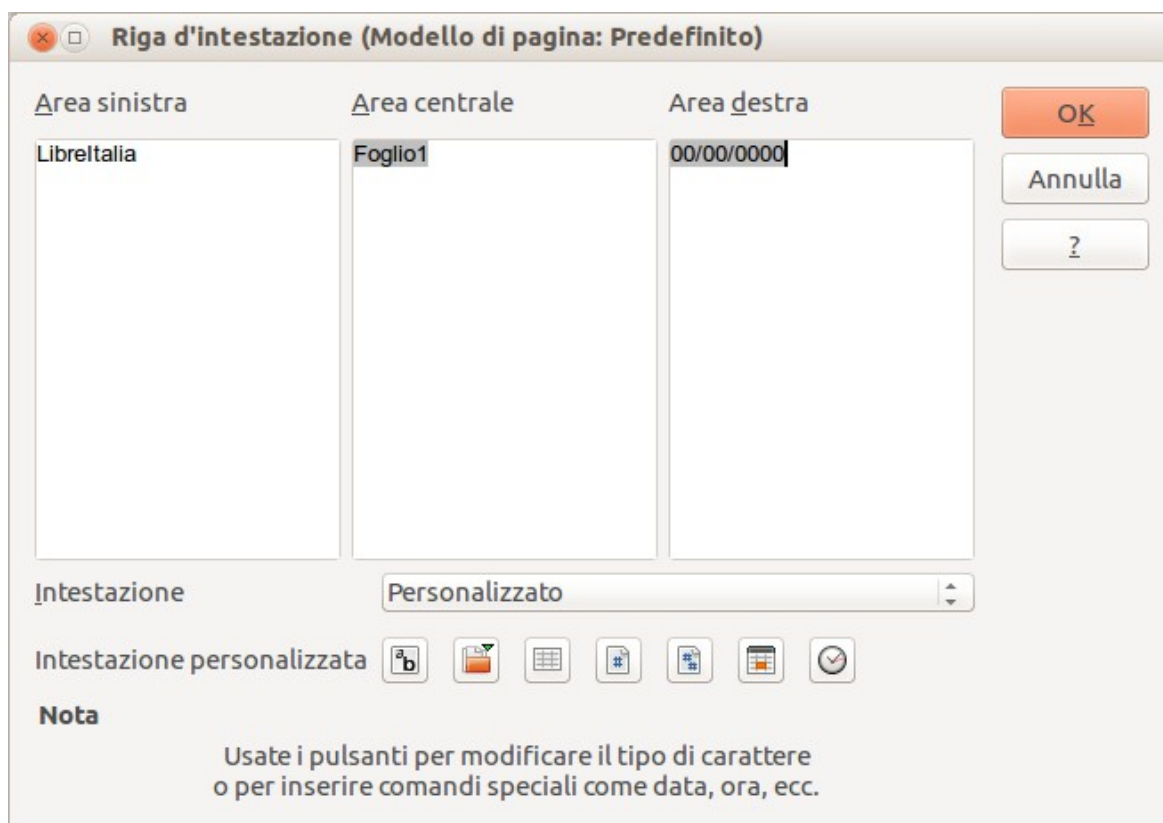 Riga d'intestazione (Modello di pagina: Predefinito)
Area sinistra
Area centrale
Area destra
OK
LibreItalia
Foglio1
00/00/0000
Annulla
?
Intestazione
Personalizzato
Intestazione personalizzata
Nota
Usate i pulsanti per modificare il tipo di carattere
o per inserire comandi speciali come data, ora, ecc.